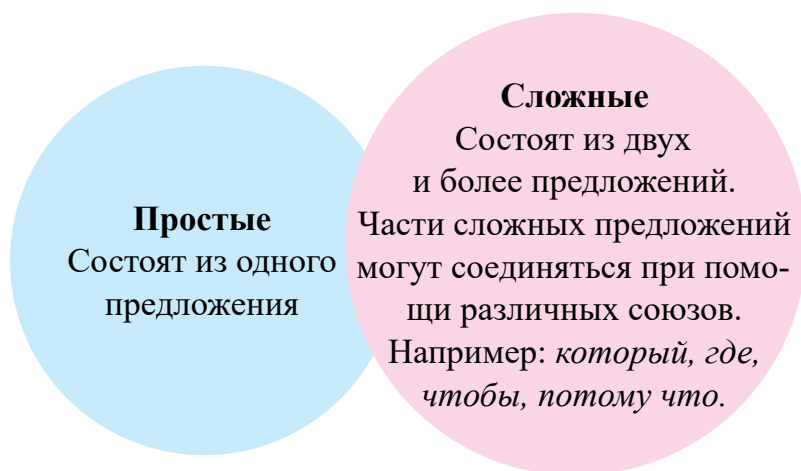 Простые
Состоят из одного
предложения
Сложные
Состоят из двух
и более предложений.
Части сложных предложений
могут соединяться при помо-
щи различных союзов.
Например: который, где,
чтобы, потому что.